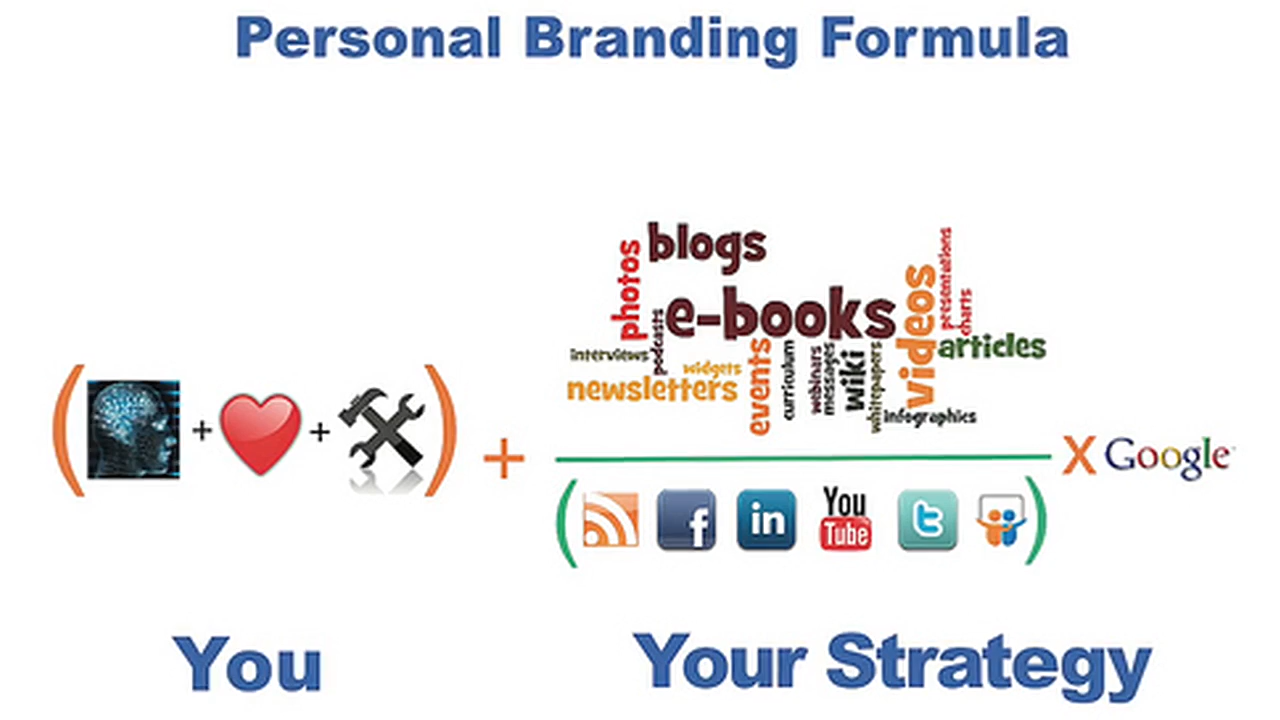 Personal Branding Formula
blogs
photos
e-books
podcasts
videos
presentations
charts
articles
interviews
widgets
newsletters
events
curriculum
webinars
messages
wiki
whitepapers
infographics
+
+
+
X Google
f
in
You
Tube
t
You
Your Strategy